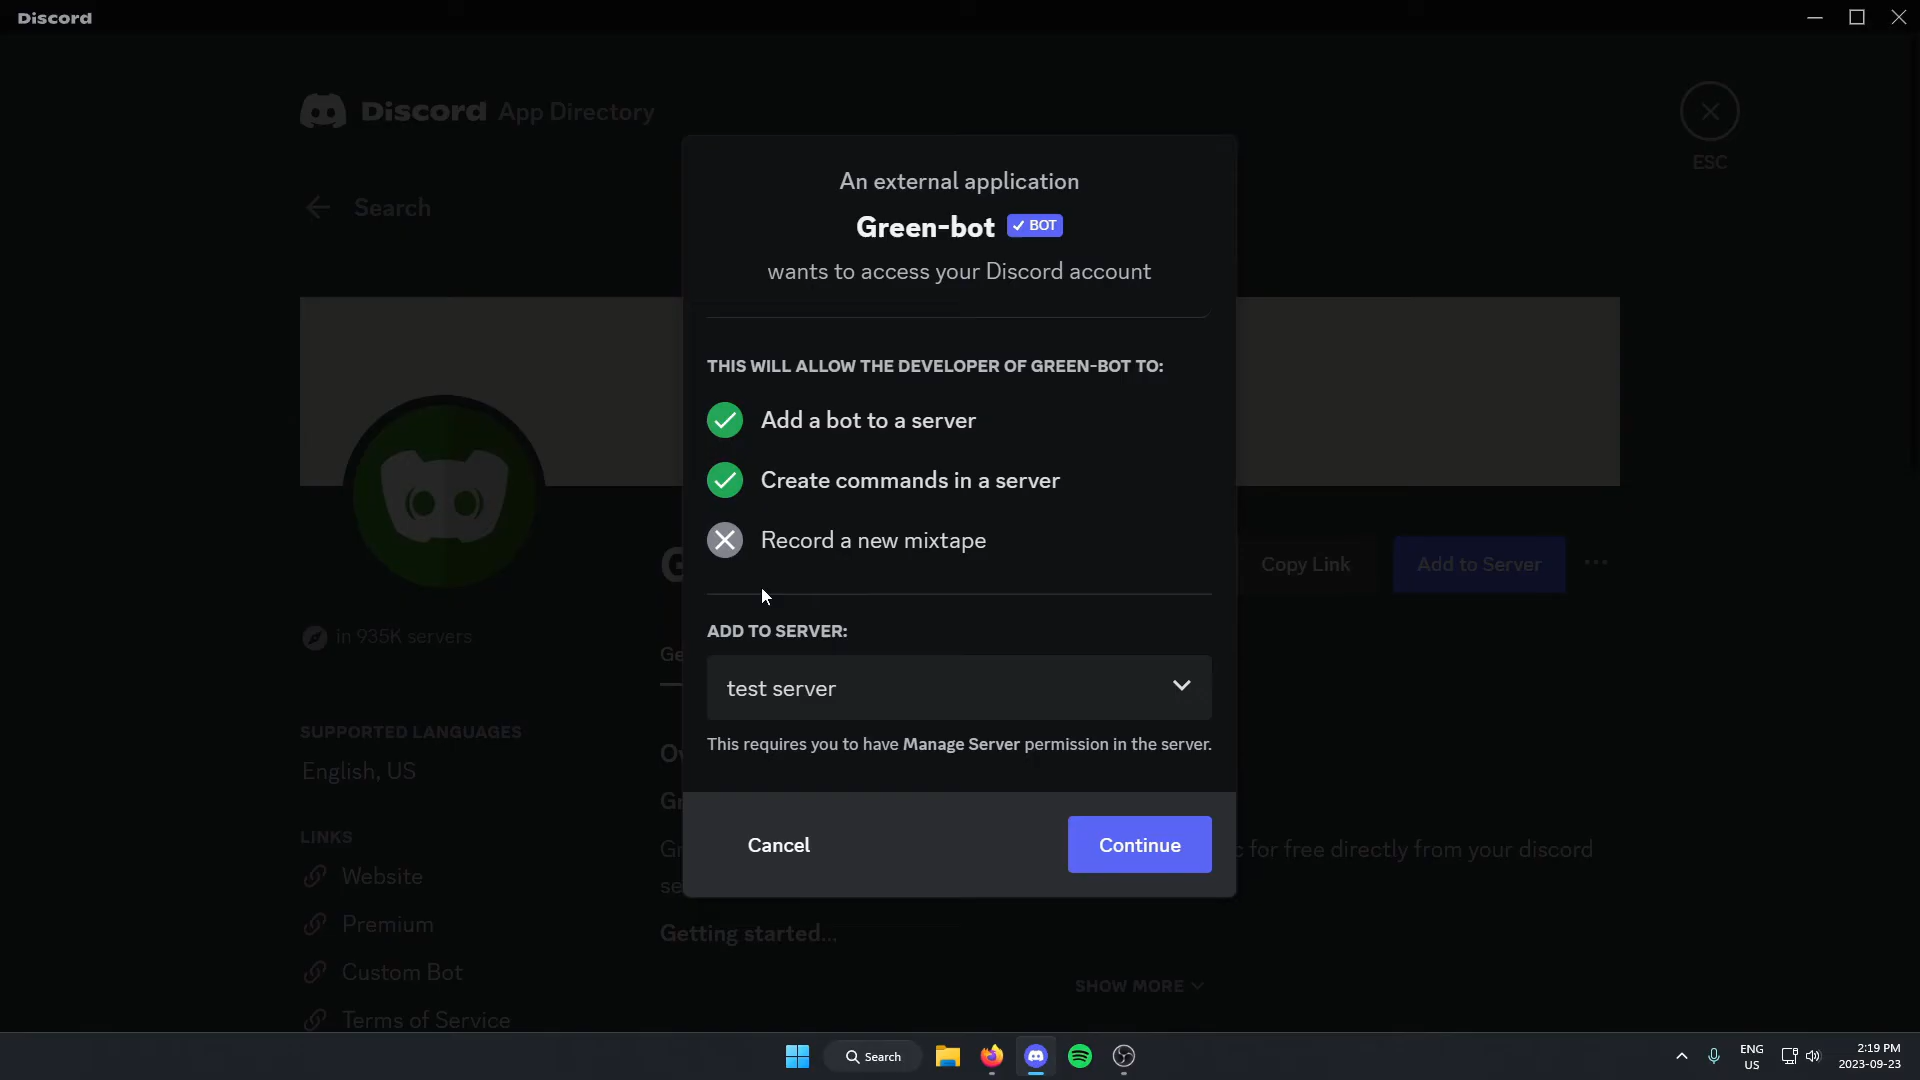 Discord
Discord App Directory
ESC
Search
An external application
Green-bot BOT
wants to access your Discord account
THIS WILL ALLOW THE DEVELOPER OF GREEN-BOT TO:
Add a bot to a server
Create commands in a server
Record a new mixtape
G
Copy Link
Add to Server
in 935K servers
Ge
ADD TO SERVER:
test server
This requires you to have Manage Server permission in the server.
SUPPORTED LANGUAGES
English, US
Ov
Gr
LINKS
Website
Premium
Custom Bot
Terms of Service
Cancel
Continue
Gr
c for free directly from your discord
se
Getting started...
SHOW MORE
Search
ENG
US
2:19 PM
2023-09-23